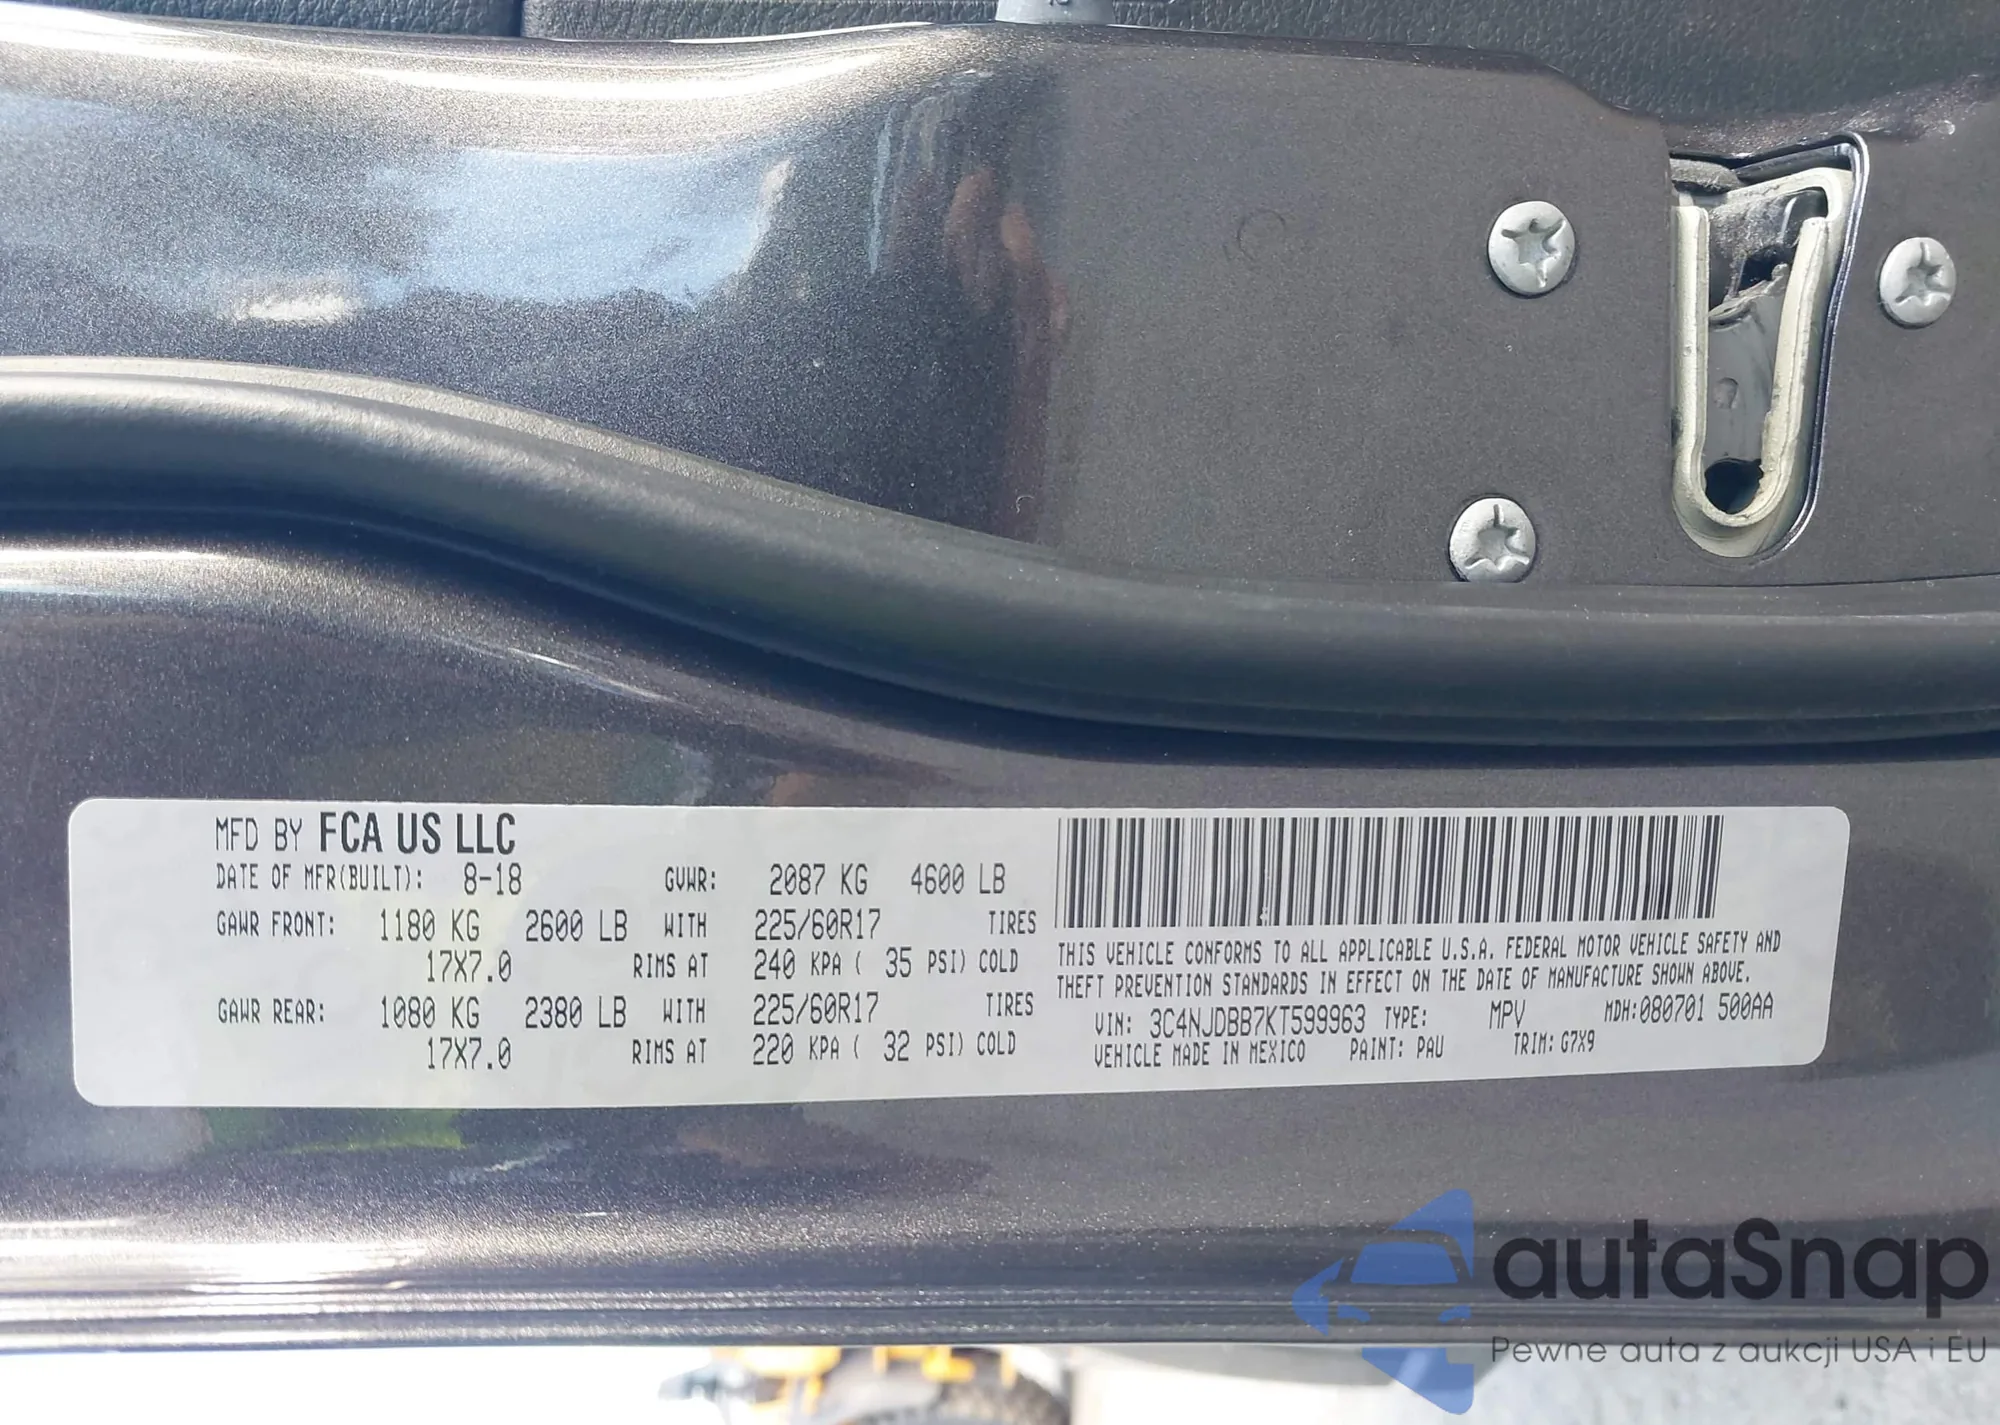 MFD BY FCA US LLC
DATE OF MFR(BUILT): 8-18 GVWR: 2087 KG 4600 LB
GAWR FRONT: 1180 KG 2600 LB WITH 225/60R17 TIRES
17X7.0 RIMS AT 240 KPA ( 35 PSI) COLD
GAWR REAR: 1080 KG 2380 LB WITH 225/60R17 TIRES
17X7.0 RIMS AT 220 KPA ( 32 PSI) COLD
THIS VEHICLE CONFORMS TO ALL APPLICABLE U.S.A. FEDERAL MOTOR VEHICLE SAFETY AND
THEFT PREVENTION STANDARDS IN EFFECT ON THE DATE OF MANUFACTURE SHOWN ABOVE.
VIN: 3C4NJDBB7KT599963 TYPE: MPV MDH:080701 500AA
VEHICLE MADE IN MEXICO PAINT: PAU TRIM: G7X9
autaSnap
Pewne auta z aukcji USA i EU